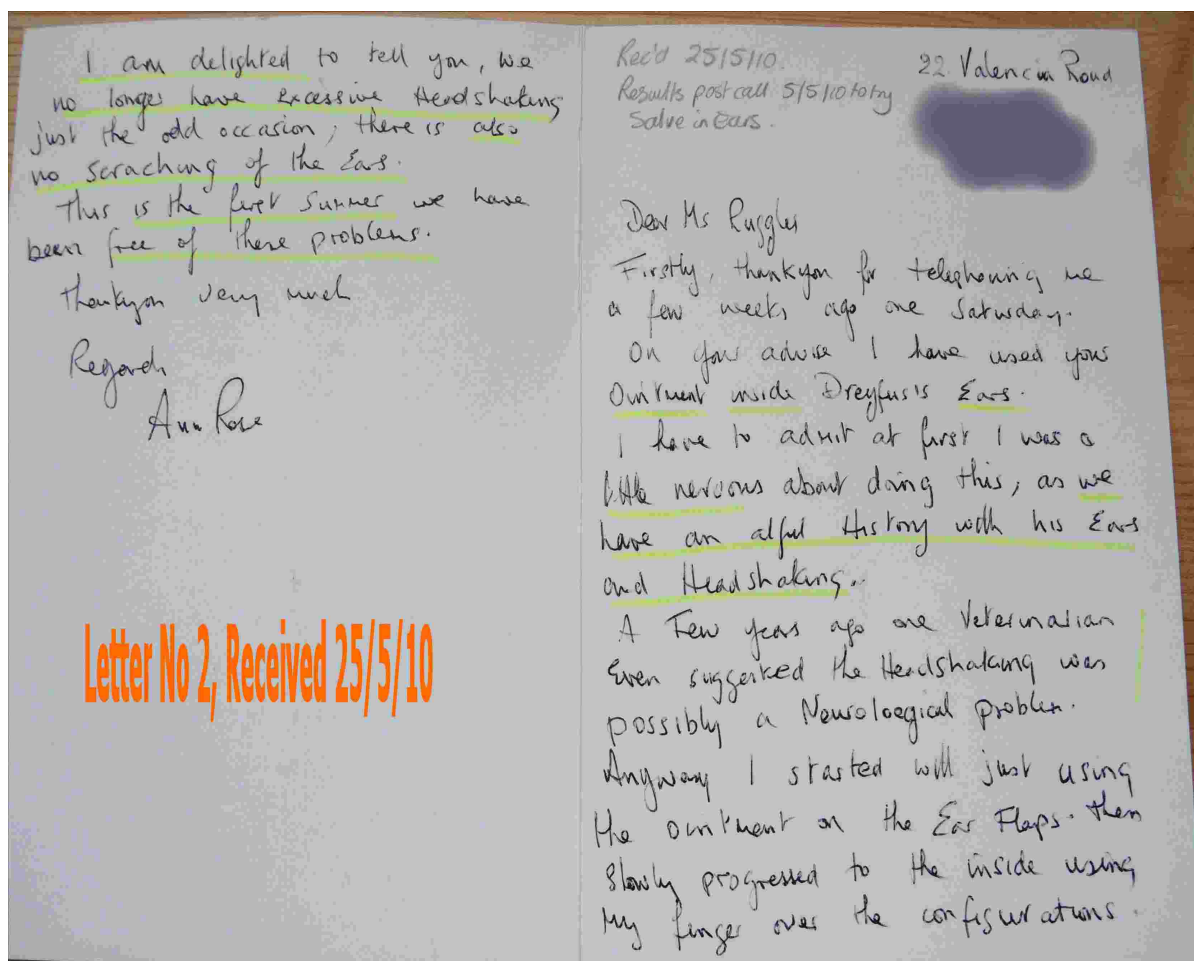 Rec'd 25/5/10.
Results post call 5/5/10 to try
Salve in Ears.
22 Valencia Road
Dear Ms Ruggles
Firstly, thankyou for telephoning me
a few weeks ago one Saturday.
On your advise I have used your
Ointment inside Dreyfus's Ears.
I have to admit at first I was a
little nervous about doing this, as we
have an alful History with his Ears
and Headshaking.
A Few years ago one Veterinarian
Even suggested the Headshaking was
possibly a Neuroloegical problem.
Anyway I started will just using
the ointment on the Ear Flaps. then
Slowly progressed to the inside using
My finger over the configurations.
I am delighted to tell you, we
no longer have excessive Headshaking
just the odd occasion, there is also
no scraching of the Ears.
This is the first Summer we have
been free of these problems.
Thankyou very much
Regards
Ann Rose
Letter No 2, Received 25/5/10